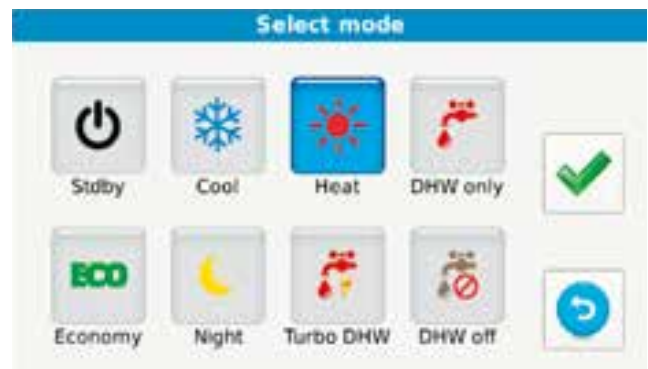 Select mode
Stdby Cool Heat DHW only
ECO
Economy Night Turbo DHW DHW off